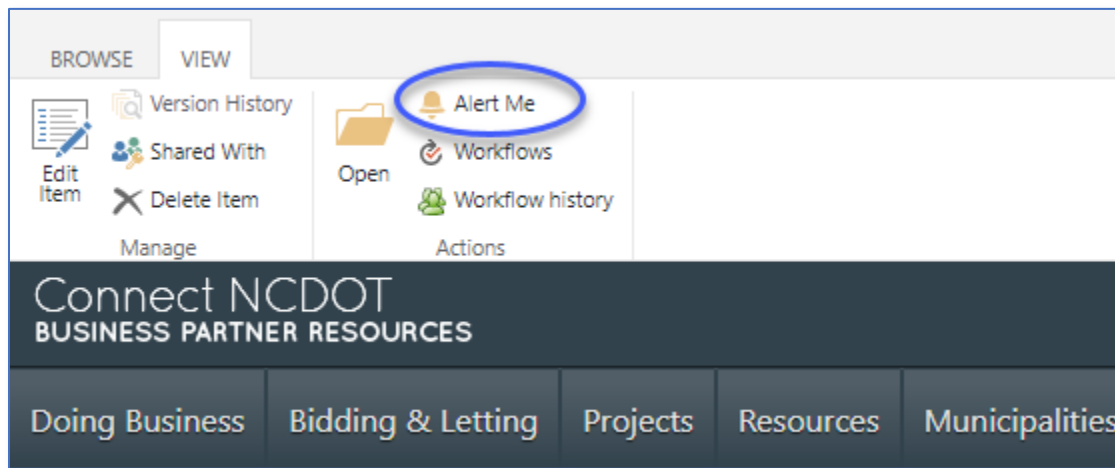 BROWSE VIEW
Edit Item
Version History
Shared With
Delete Item
Manage
Open
Alert Me
Workflows
Workflow history
Actions
Connect NCDOT
BUSINESS PARTNER RESOURCES
Doing Business Bidding & Letting Projects Resources Municipalities